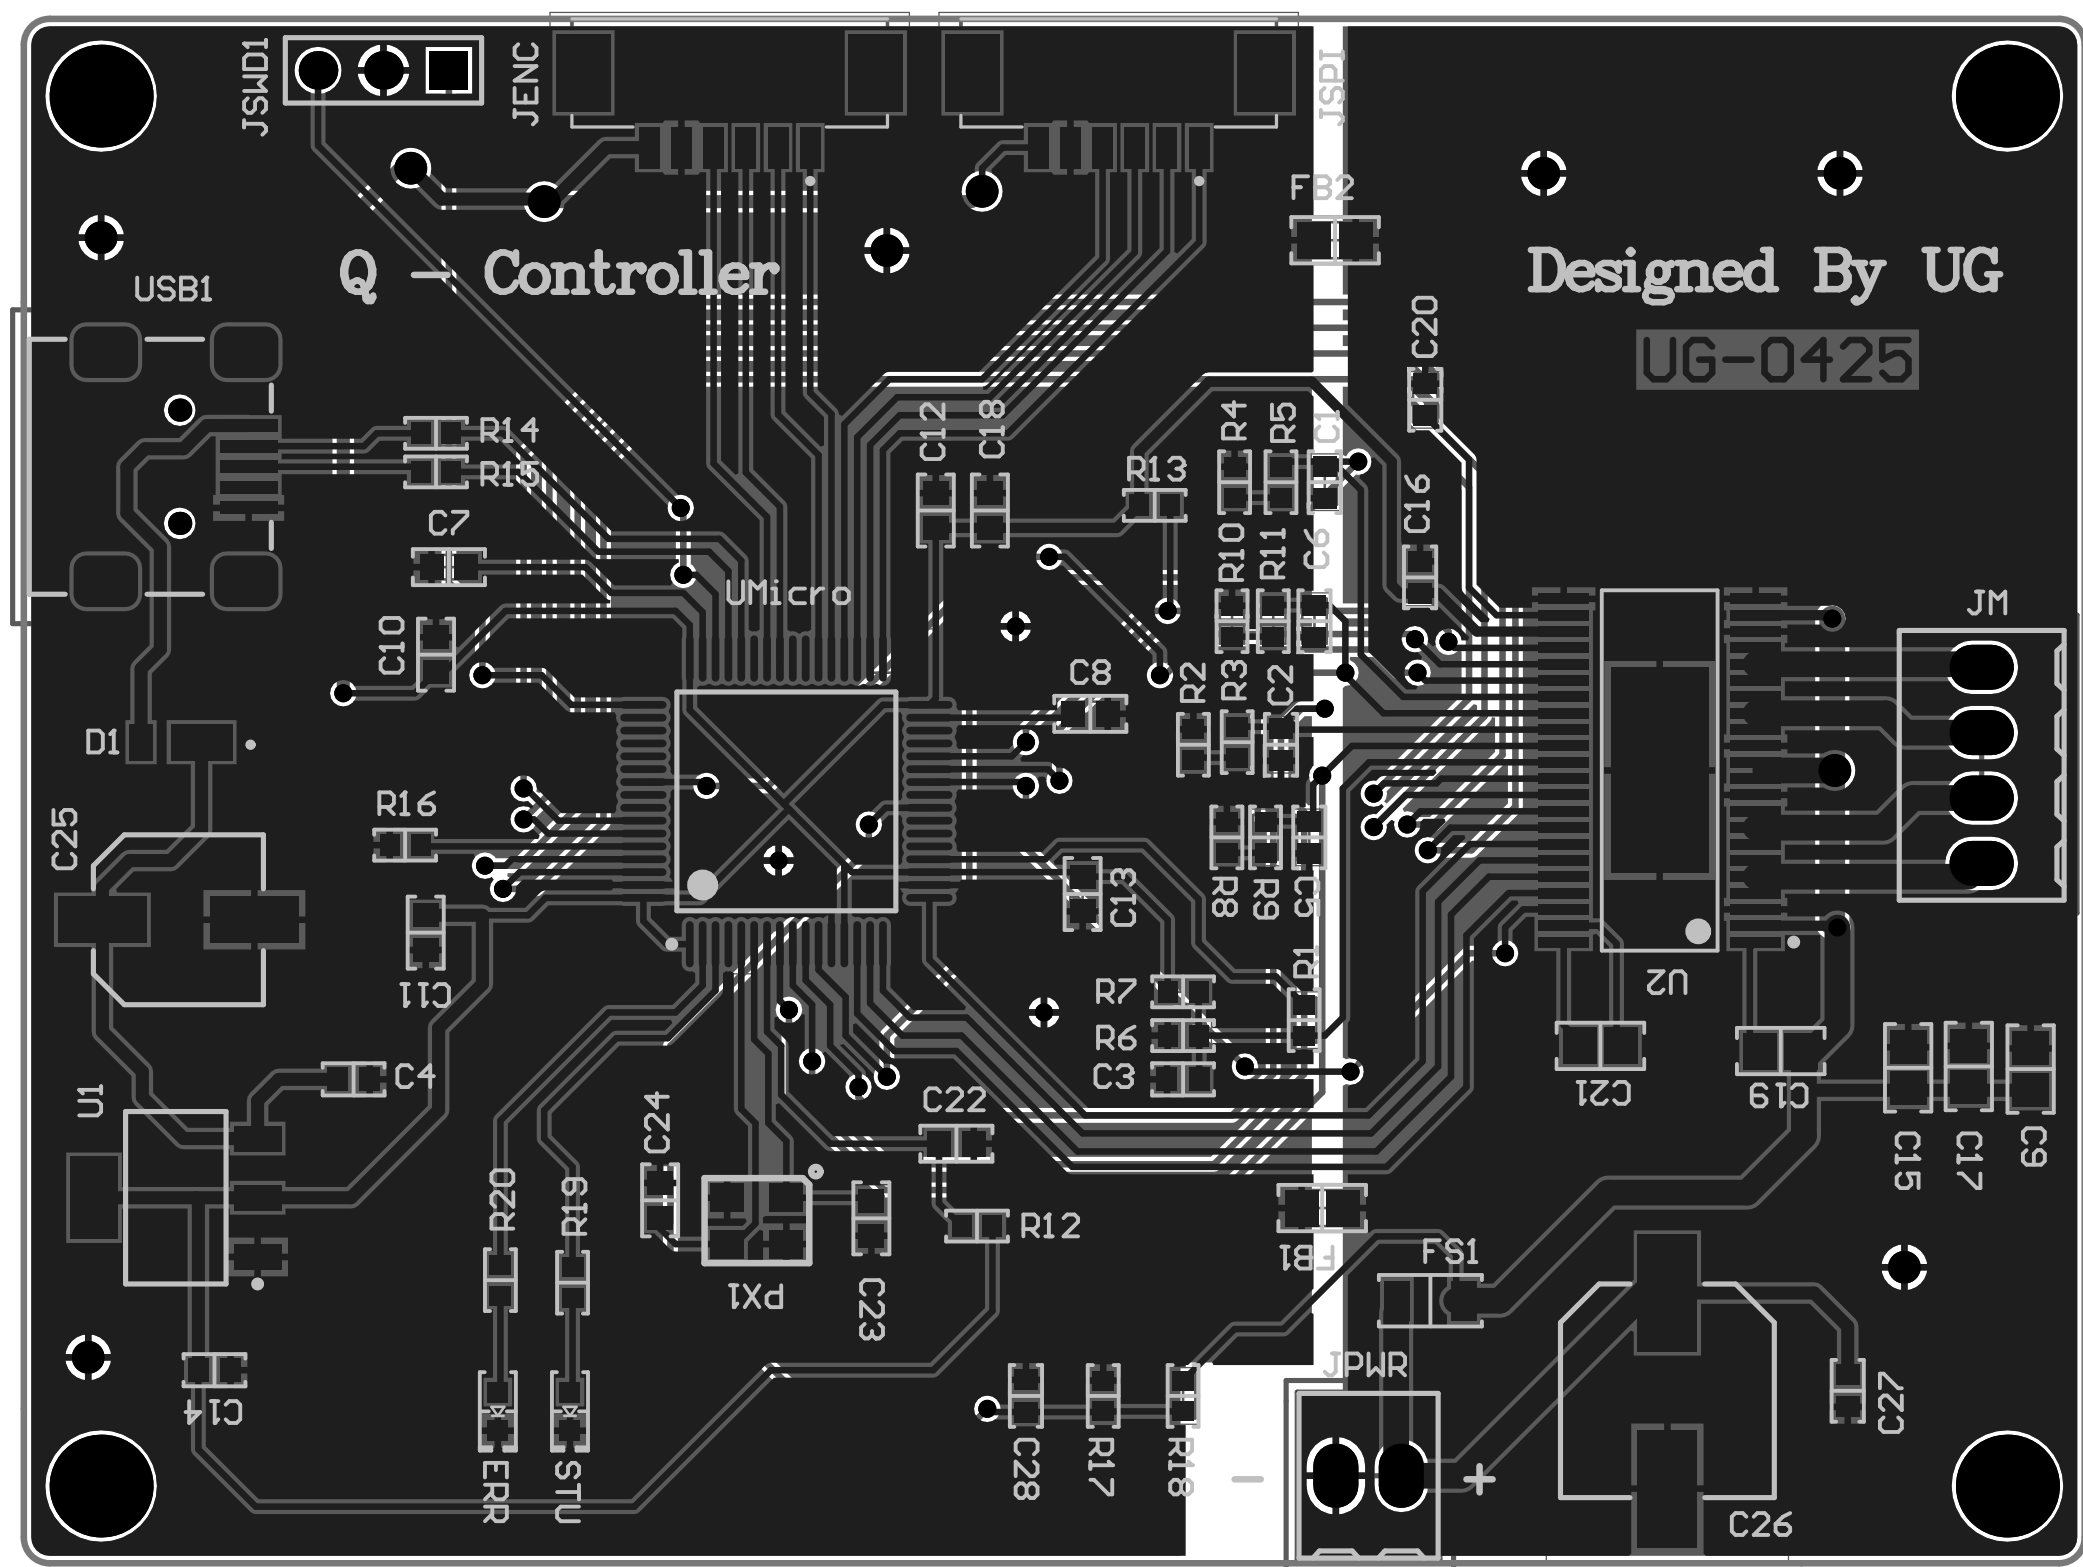 JSWD1
JENC
JSPI
FB2
Q - Controller
Designed By UG
USB1
C20
UG-0425
R14
R15
C12
C18
R4
R5
C1
R13
C16
C7
R10
R11
C6
UMicro
JM
C10
C8
R2
R3
C2
D1
R16
C25
C13
R8
R9
C5
C11
R1
U2
R7
R6
C3
C4
U1
C24
C22
C21
C19
C15
C17
C9
R20
R19
R12
FB1
FS1
PX1
C23
JPWR
C14
C27
ERR
STU
C28
R17
R18
-
+
C26